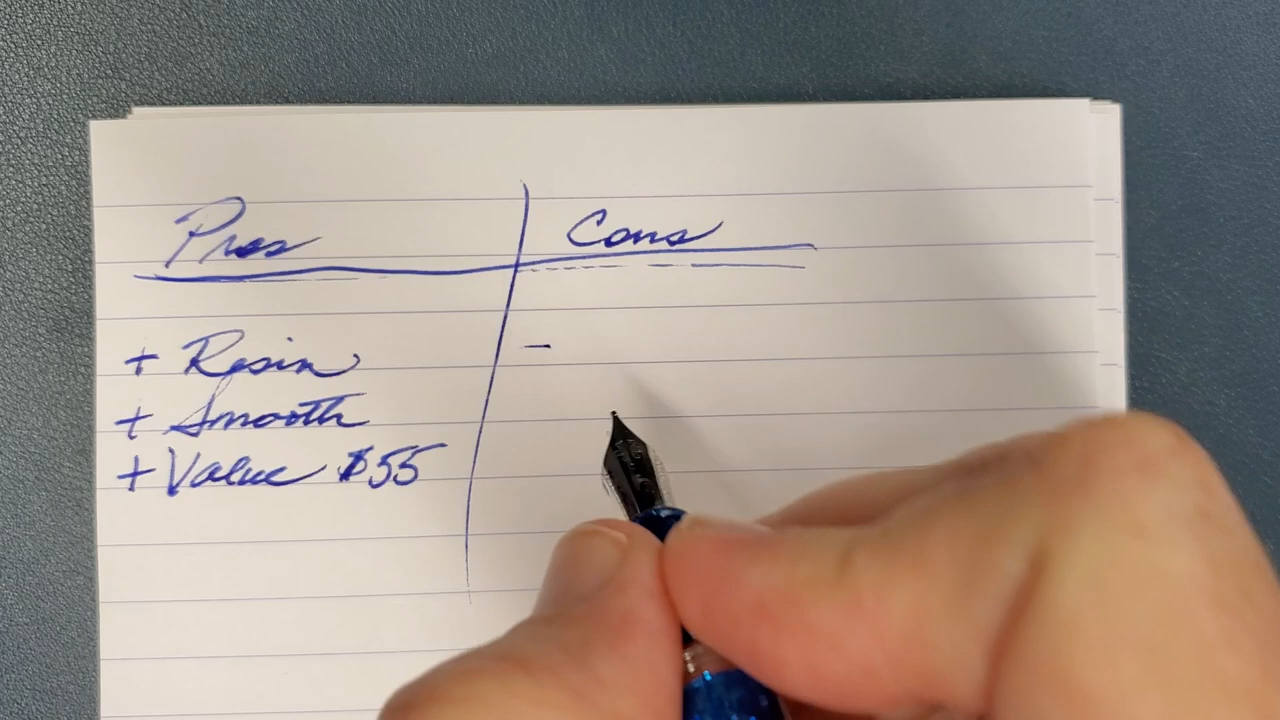 Pros Cons
+ Resin -
+ Smooth
+ Value $55